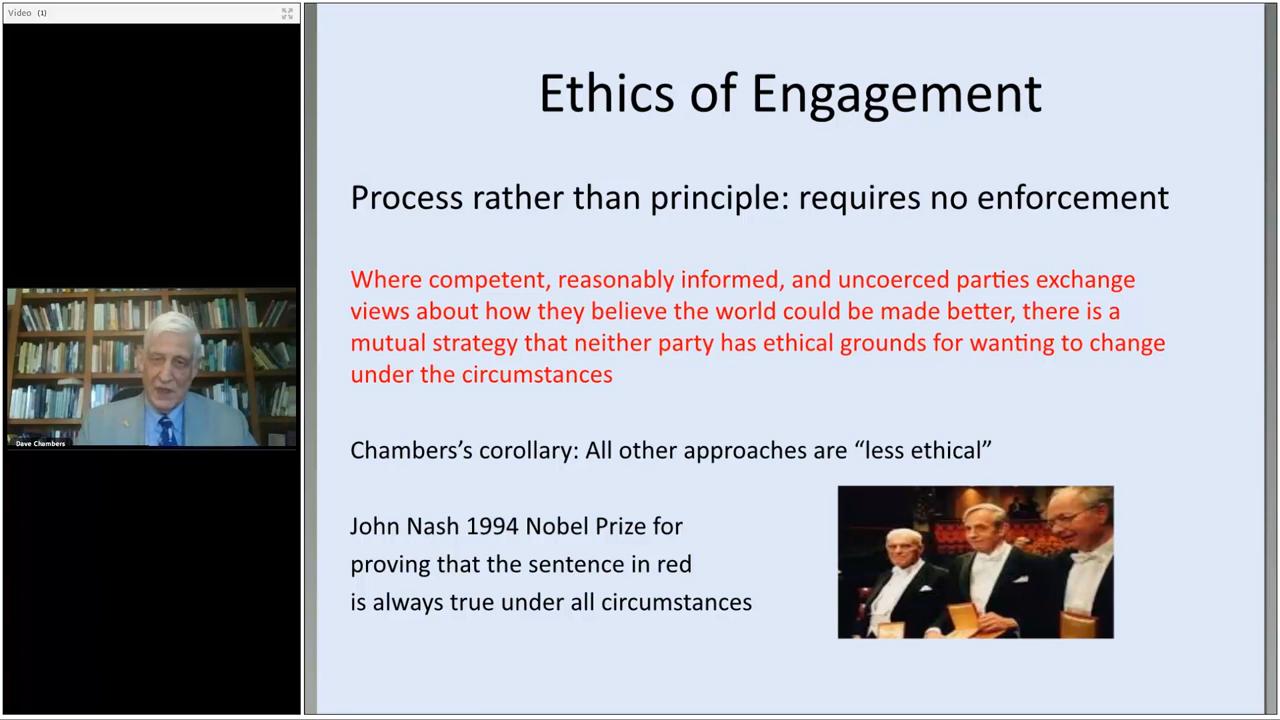 Video (1)
Ethics of Engagement
Process rather than principle: requires no enforcement
Where competent, reasonably informed, and uncoerced parties exchange
views about how they believe the world could be made better, there is a
mutual strategy that neither party has ethical grounds for wanting to change
under the circumstances
Chambers’s corollary: All other approaches are “less ethical”
John Nash 1994 Nobel Prize for
proving that the sentence in red
is always true under all circumstances
Dave Chambers